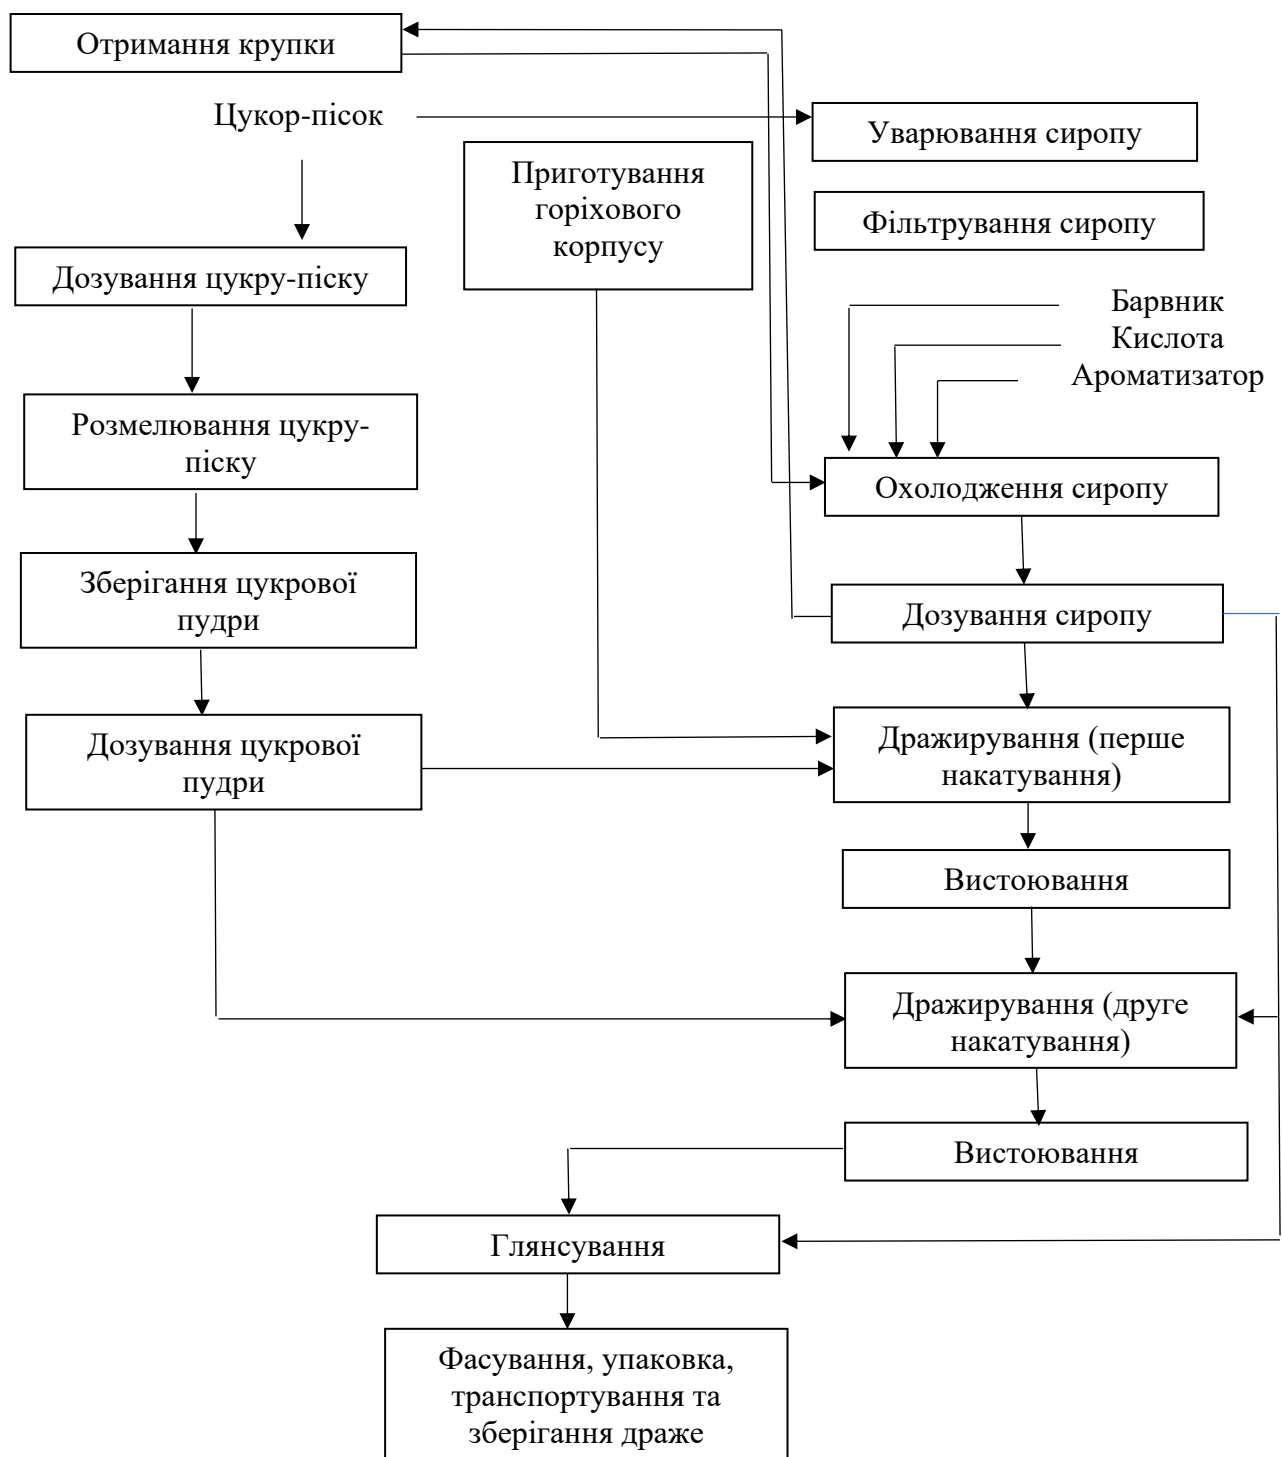 Отримання крупки
Цукор-пісок
Уварювання сиропу
Приготування
горіхового
корпусу
Фільтрування сиропу
Дозування цукру-піску
Барвник
Кислота
Ароматизатор
Розмелювання цукру-
піску
Охолодження сиропу
Зберігання цукрової
пудри
Дозування сиропу
Дозування цукрової
пудри
Дражирування (перше
накатування)
Вистоювання
Дражирування (друге
накатування)
Вистоювання
Глянсування
Фасування, упаковка,
транспортування та
зберігання драже